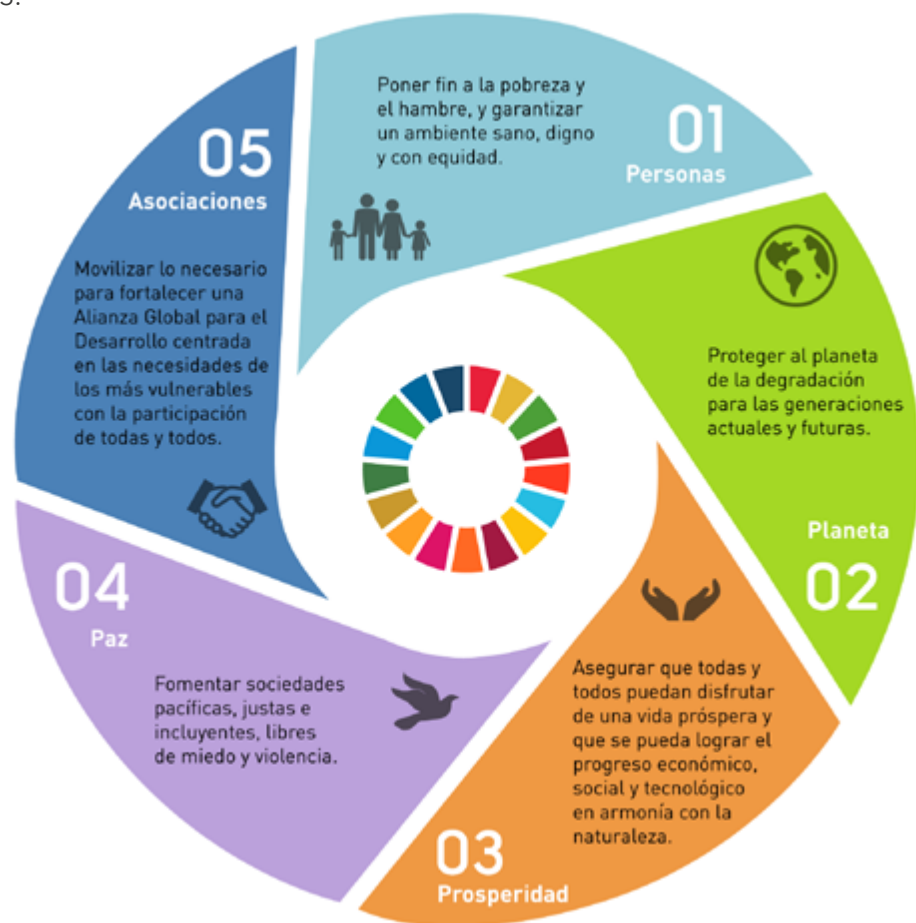 s.
Poner fin a la pobreza y
el hambre, y garantizar
un ambiente sano, digno
y con equidad.
01
Personas
Proteger al planeta
de la degradación
para las generaciones
actuales y futuras.
Planeta
02
Asegurar que todas y
todos puedan disfrutar
de una vida próspera y
que se pueda lograr el
progreso económico,
social y tecnológico
en armonía con la
naturaleza.
03
Prosperidad
04
Paz
Fomentar sociedades
pacíficas, justas e
incluyentes, libres
de miedo y violencia.
05
Asociaciones
Movilizar lo necesario
para fortalecer una
Alianza Global para el
Desarrollo centrada
en las necesidades de
los más vulnerables
con la participación
de todas y todos.